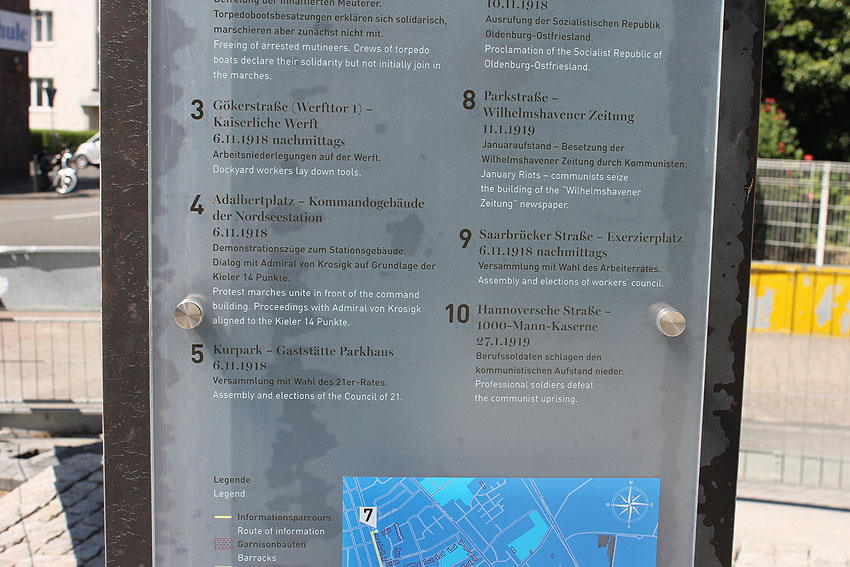 hule
Befreiung der inhaftierten Meuterer.
Torpedobootsbesatzungen erklären sich solidarisch,
marschieren aber zunächst nicht mit.
Freeing of arrested mutineers. Crews of torpedo
boats declare their solidarity but not initially join in
the marches.
3 Gökerstraße (Werfttor 1) –
Kaiserliche Werft
6.11.1918 nachmittags
Arbeitsniederlegungen auf der Werft.
Dockyard workers lay down tools.
4 Adalbertplatz – Kommandogebäude
der Nordseestation
6.11.1918
Demonstrationszüge zum Stationsgebäude.
Dialog mit Admiral von Krosigk auf Grundlage der
Kieler 14 Punkte.
Protest marches unite in front of the command
building. Proceedings with Admiral von Krosigk
aligned to the Kieler 14 Punkte.
5 Kurpark – Gaststätte Parkhaus
6.11.1918
Versammlung mit Wahl des 21er-Rates.
Assembly and elections of the Council of 21.
10.11.1918
Ausrufung der Sozialistischen Republik
Oldenburg-Ostfriesland.
Proclamation of the Socialist Republic of
Oldenburg-Ostfriesland.
8 Parkstraße –
Wilhelmshavener Zeitung
11.1.1919
Januaraufstand – Besetzung der
Wilhelmshavener Zeitung durch Kommunisten.
January Riots – communists seize
the building of the "Wilhelmshavener
Zeitung" newspaper.
9 Saarbrücker Straße – Exerzierplatz
6.11.1918 nachmittags
Versammlung mit Wahl des Arbeiterrates.
Assembly and elections of workers' council.
10 Hannoversche Straße –
1000-Mann-Kaserne
27.1.1919
Berufssoldaten schlagen den
kommunistischen Aufstand nieder.
Professional soldiers defeat
the communist uprising.
Legende
Legend
Informationsparcours
Route of information
Garnisonbauten
Barracks
7